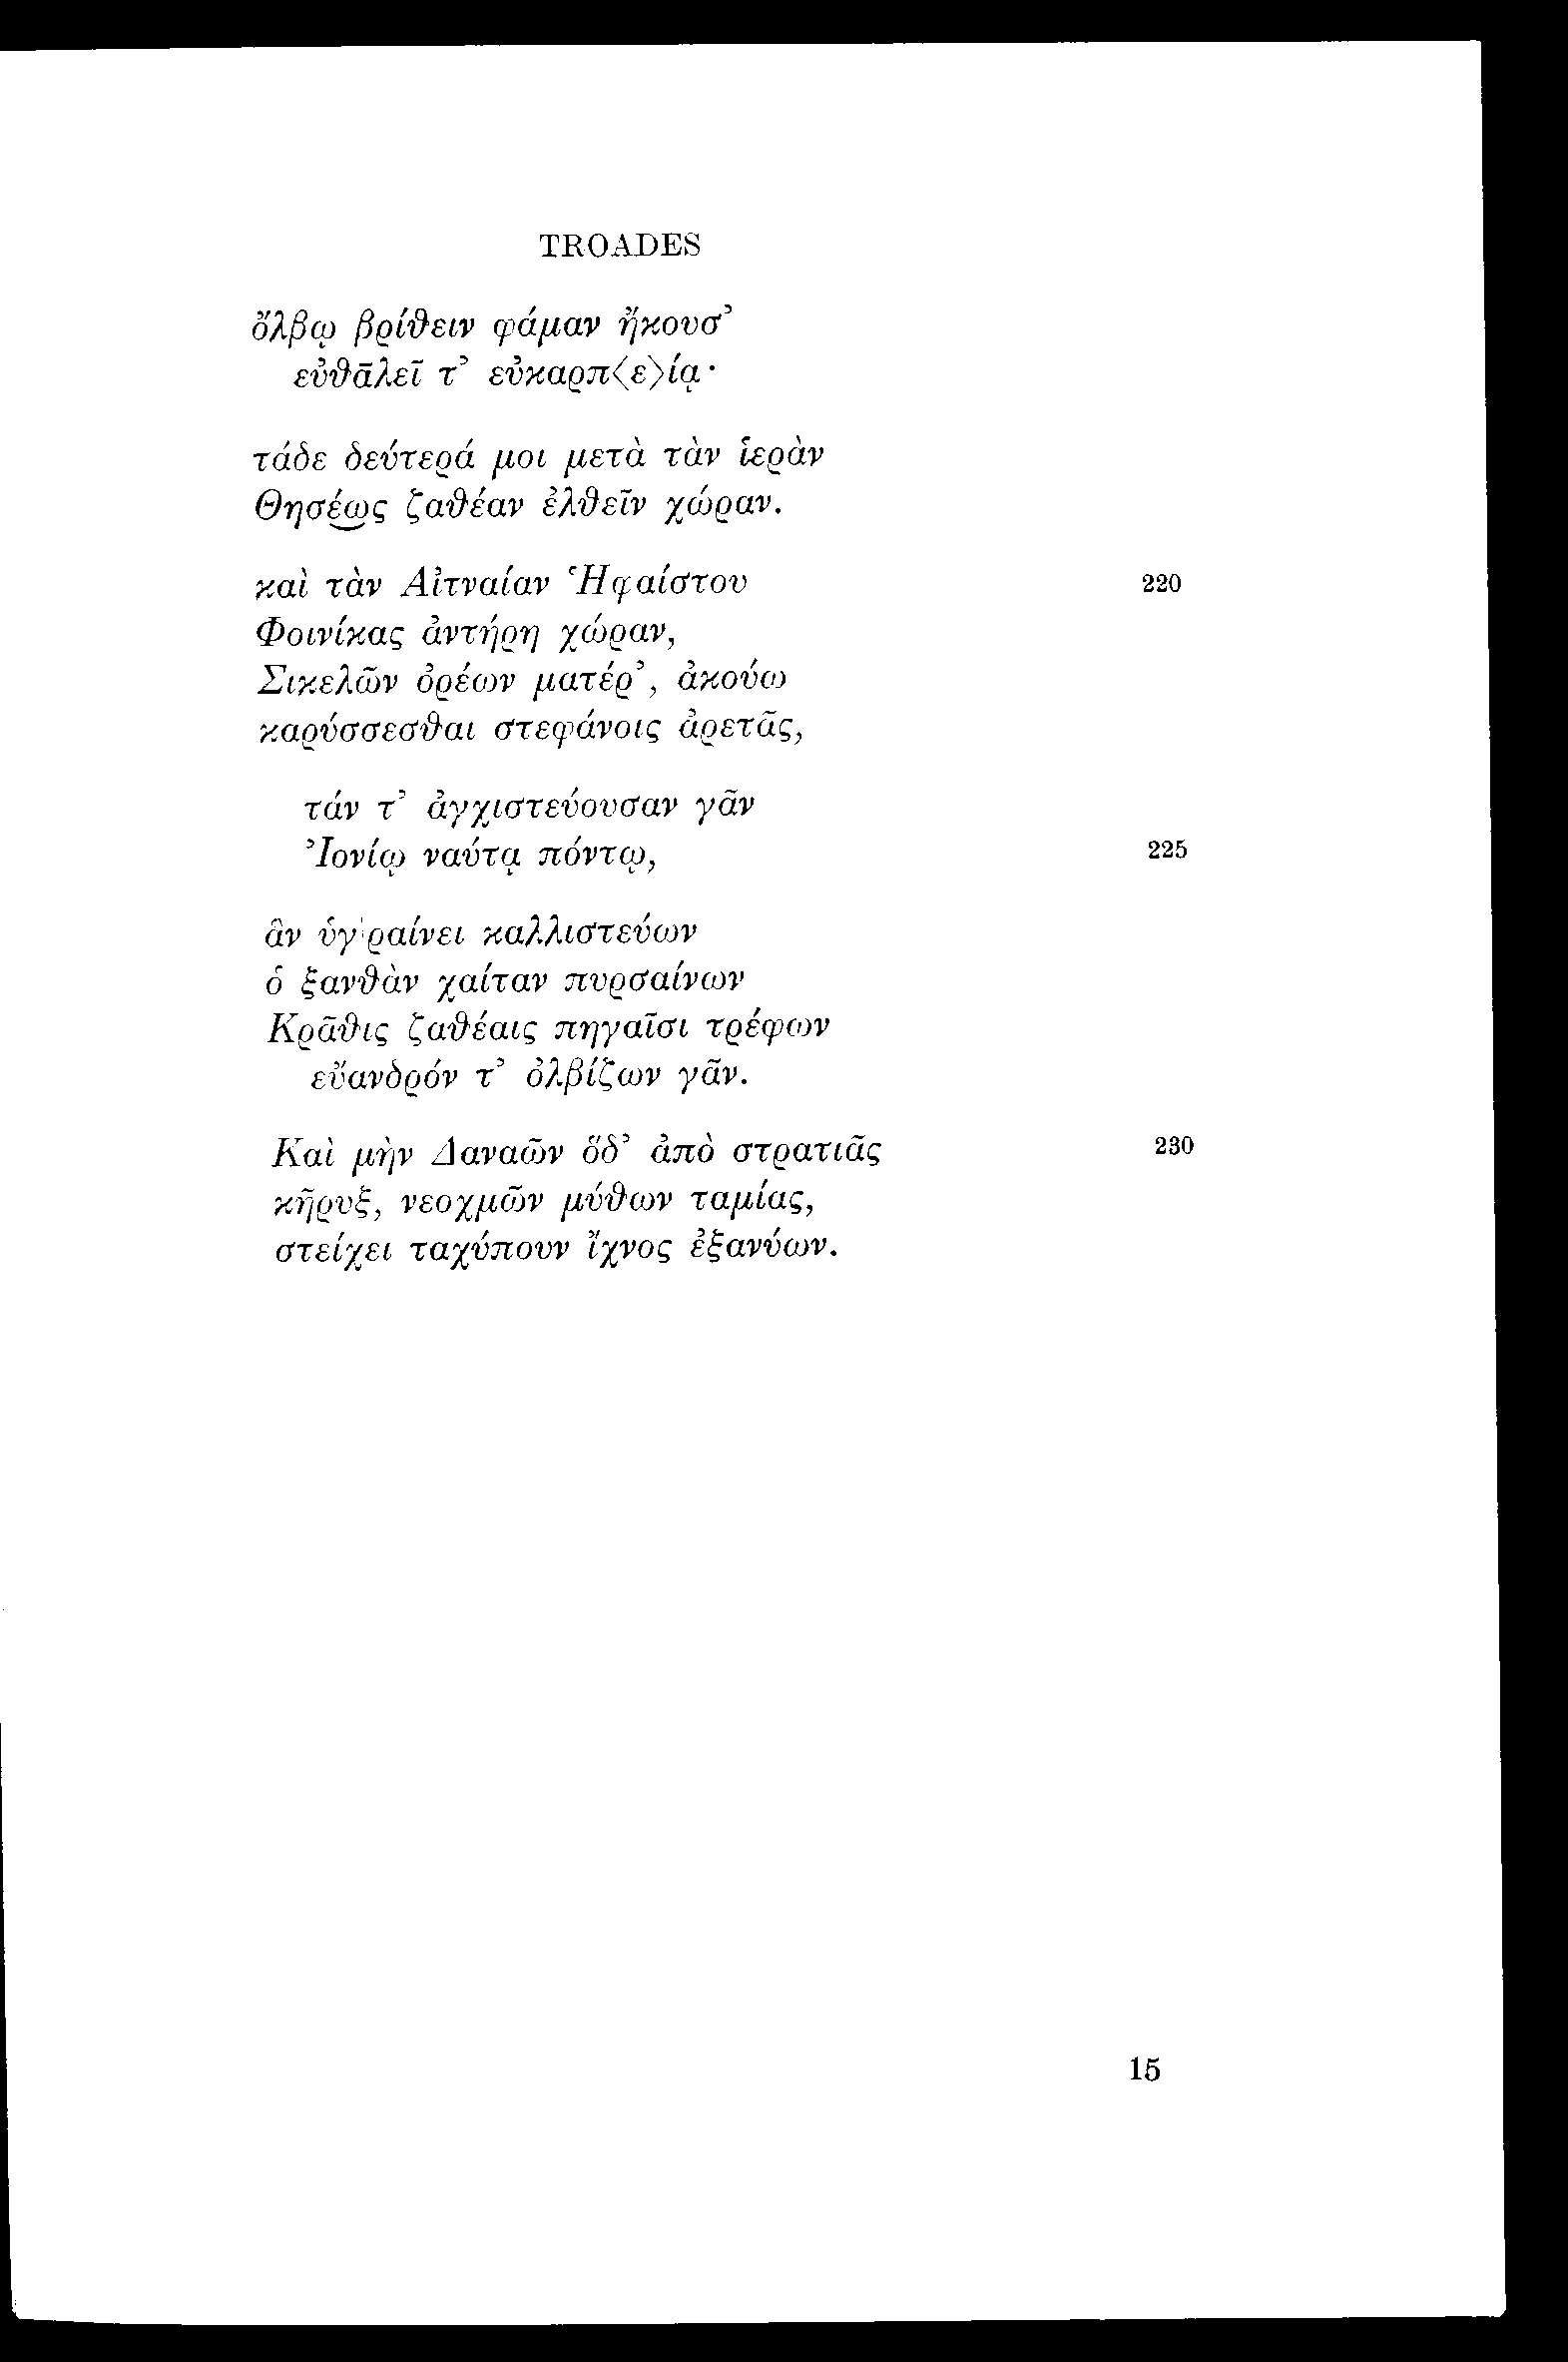 TROADES
ὄλβῳ βρίθειν φάμαν ἤκουσ’
εὐθᾱλεῖ τ’ εὐκαρπ⟨ε⟩ίᾳ·
τάδε δεύτερά μοι μετὰ τὰν ἱερὰν
Θησέ͜ως ζαθέαν ἐλθεῖν χώραν.
καὶ τὰν Αἰτναίαν Ἡφαίστου 220
Φοινίκας ἀντήρη χώραν,
Σικελῶν ὀρέων ματέρ’, ἀκούω
καρύσσεσθαι στεφάνοις ἀρετᾶς,
τάν τ’ ἀγχιστεύουσαν γᾶν
Ἰονίῳ ναύτᾳ πόντῳ, 225
ἃν ὑγραίνει καλλιστεύων
ὁ ξανθὰν χαίταν πυρσαίνων
Κρᾶθις ζαθέαις πηγαῖσι τρέφων
εὔανδρόν τ’ ὀλβίζων γᾶν.
Καὶ μὴν Δαναῶν ὅδ’ ἀπὸ στρατιᾶς 230
κῆρυξ, νεοχμῶν μύθων ταμίας,
στείχει ταχύπουν ἴχνος ἐξανύων.
15